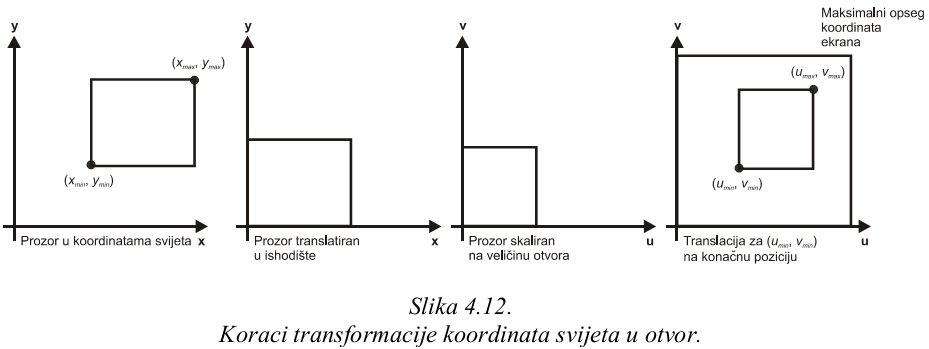 y
(xmax, ymax)
(xmin, ymin)
Prozor u koordinatama svijeta x
y
Prozor translatiran x
u ishodište
v
Prozor skaliran u
na veličinu otvora
Maksimalni opseg
koordinata
ekrana
v
(umax, vmax)
(umin, vmin)
Translacija za (umin, vmin) u
na konačnu poziciju
Slika 4.12.
Koraci transformacije koordinata svijeta u otvor.